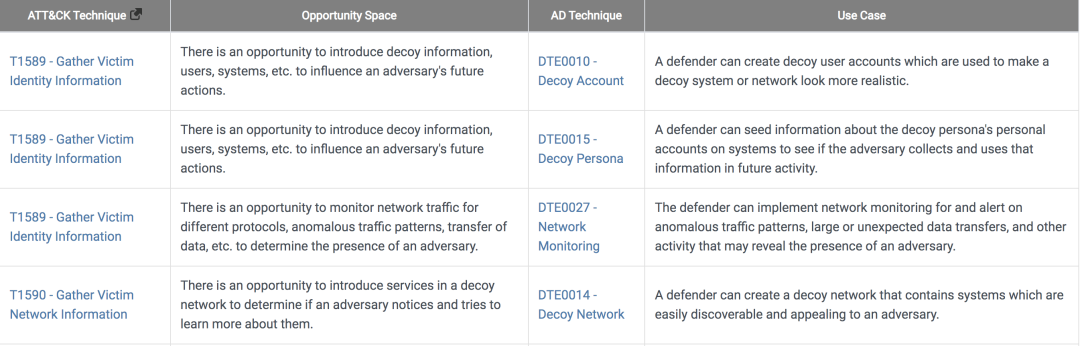 ATT&CK Technique
Opportunity Space
AD Technique
Use Case
T1589 - Gather Victim
Identity Information
There is an opportunity to introduce decoy information,
users, systems, etc. to influence an adversary's future
actions.
DTE0010 -
Decoy Account
A defender can create decoy user accounts which are used to make a
decoy system or network look more realistic.
T1589 - Gather Victim
Identity Information
There is an opportunity to introduce decoy information,
users, systems, etc. to influence an adversary's future
actions.
DTE0015 -
Decoy Persona
A defender can seed information about the decoy persona's personal
accounts on systems to see if the adversary collects and uses that
information in future activity.
T1589 - Gather Victim
Identity Information
There is an opportunity to monitor network traffic for
different protocols, anomalous traffic patterns, transfer of
data, etc. to determine the presence of an adversary.
DTE0027 -
Network
Monitoring
The defender can implement network monitoring for and alert on
anomalous traffic patterns, large or unexpected data transfers, and other
activity that may reveal the presence of an adversary.
T1590 - Gather Victim
Network Information
There is an opportunity to introduce services in a decoy
network to determine if an adversary notices and tries to
learn more about them.
DTE0014 -
Decoy Network
A defender can create a decoy network that contains systems which are
easily discoverable and appealing to an adversary.